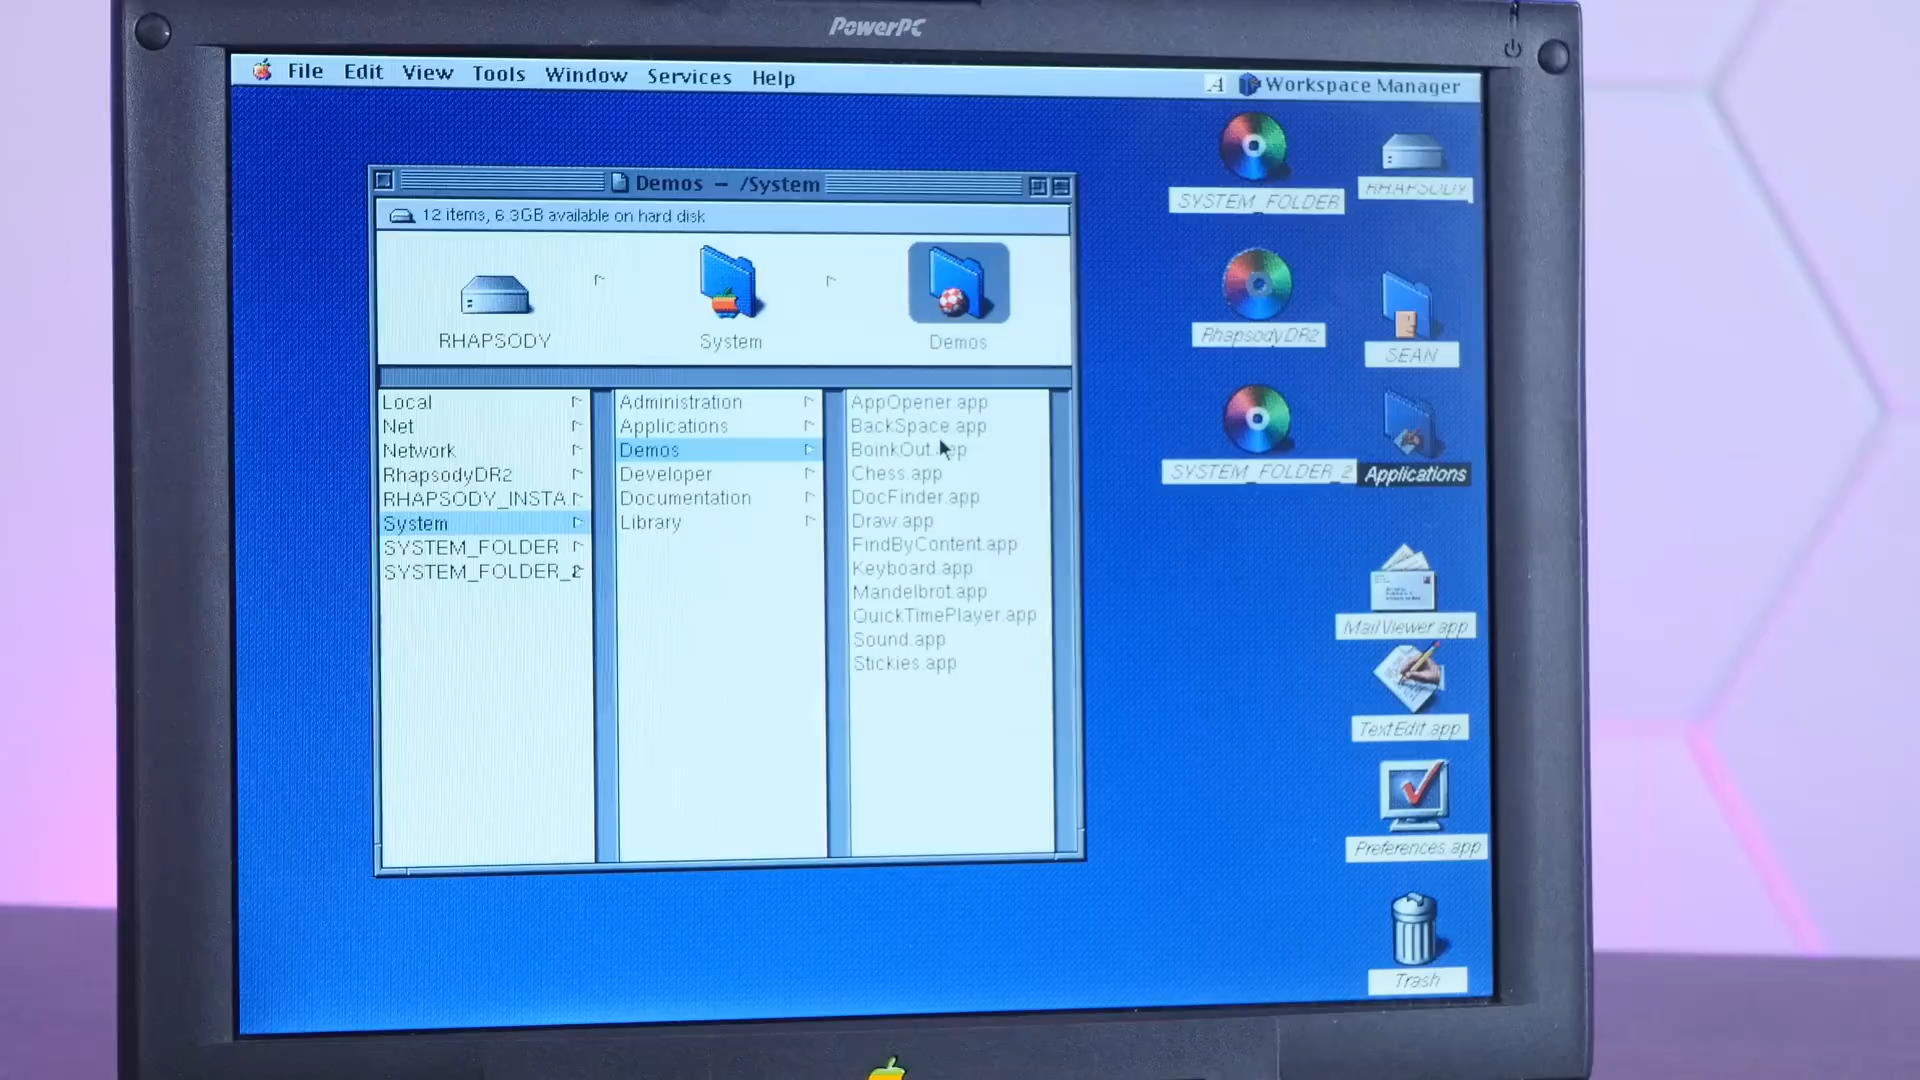 PowerPC
File Edit View Tools Window Services Help
A Workspace Manager
Demos — /System
12 items, 6.3GB available on hard disk
RHAPSODY
System
Demos
Local
Net
Network
RhapsodyDR2
RHAPSODY_INSTA
System
SYSTEM_FOLDER
SYSTEM_FOLDER_2
Administration
Applications
Demos
Developer
Documentation
Library
AppOpener.app
BackSpace.app
BoinkOut.app
Chess.app
DocFinder.app
Draw.app
FindByContent.app
Keyboard.app
Mandelbrot.app
QuickTimePlayer.app
Sound.app
Stickies.app
SYSTEM_FOLDER
RHAPSODY
RhapsodyDR2
SEAN
SYSTEM_FOLDER_2
Applications
MailViewer.app
TextEdit.app
Preferences.app
Trash